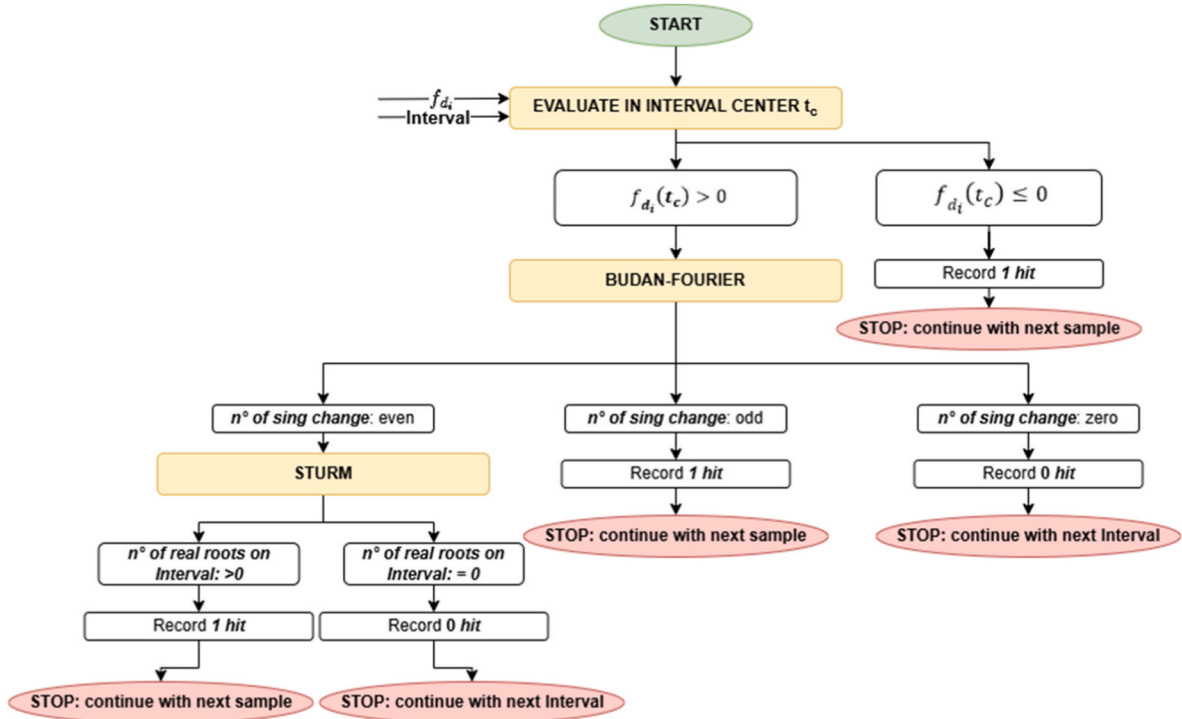 START
f_{d_i}
Interval
EVALUATE IN INTERVAL CENTER t_c
f_{d_i}(t_c) > 0
f_{d_i}(t_c) ≤ 0
BUDAN-FOURIER
Record 1 hit
STOP: continue with next sample
n° of sing change: even
n° of sing change: odd
n° of sing change: zero
STURM
Record 1 hit
Record 0 hit
STOP: continue with next sample
STOP: continue with next Interval
n° of real roots on
Interval: >0
n° of real roots on
Interval: = 0
Record 1 hit
Record 0 hit
STOP: continue with next sample
STOP: continue with next Interval